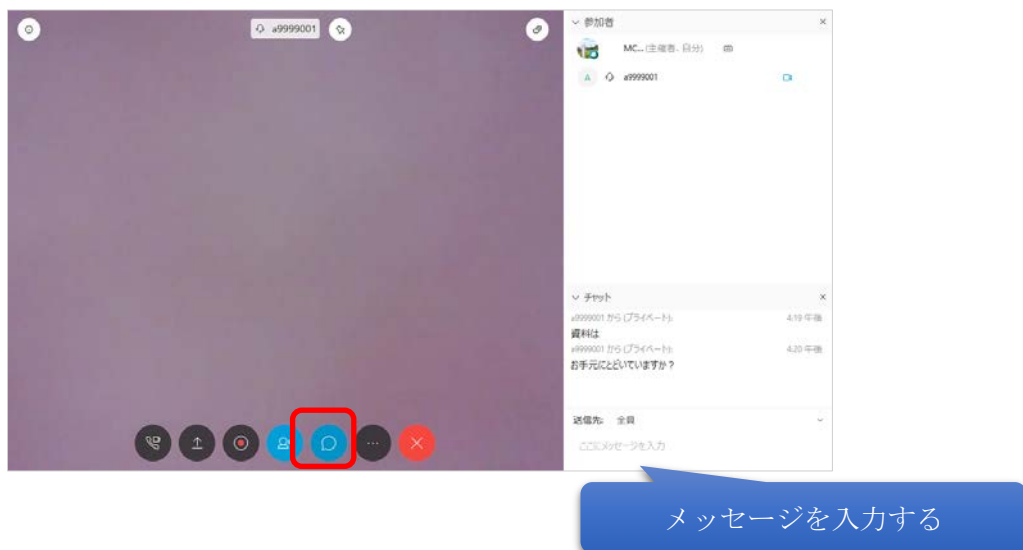 a9999001
参加者
MC... (主催者、自分)
A a9999001
チャット
a9999001 から (プライベート):
4:19 午後
資料は
a9999001 から (プライベート):
4:20 午後
お手元にとどいていますか？
送信先: 全員
ここにメッセージを入力
メッセージを入力する